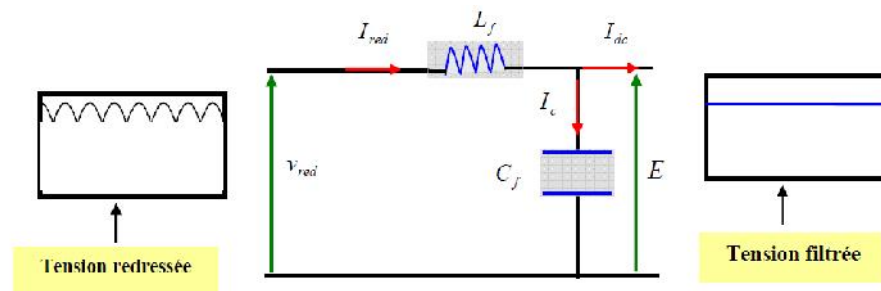 I_red
L_f
I_dc
I_c
v_red
C_f
E
Tension redressée
Tension filtrée